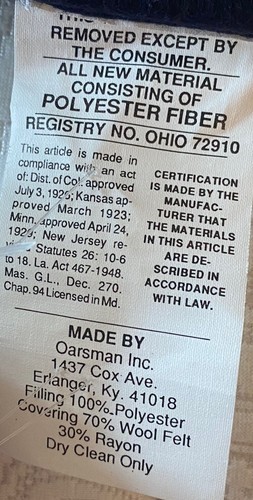 REMOVED EXCEPT BY
THE CONSUMER.
ALL NEW MATERIAL
CONSISTING OF
POLYESTER FIBER
REGISTRY NO. OHIO 72910
This article is made in
compliance with an act
of: Dist. of Col. approved
July 3, 1926; Kansas ap-
proved March 1923;
Minn. approved April 24,
1929; New Jersey re-
Statutes 26: 10-6
to 18. La. Act 467-1948.
Mas. G.L., Dec. 270.
Chap. 94 Licensed in Md.
CERTIFICATION
IS MADE BY THE
MANUFAC-
TURER THAT
THE MATERIALS
IN THIS ARTICLE
ARE DE-
SCRIBED IN
ACCORDANCE
WITH LAW.
MADE BY
Oarsman Inc.
1437 Cox Ave.
Erlanger, Ky. 41018
Filling 100% Polyester
Covering 70% Wool Felt
30% Rayon
Dry Clean Only